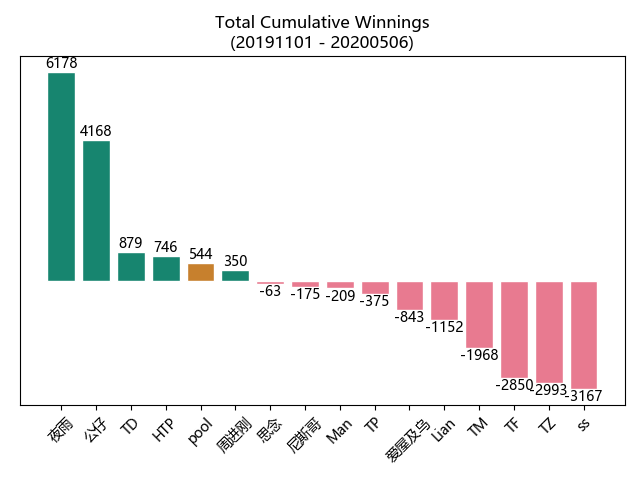 Total Cumulative Winnings
(20191101 - 20200506)
6178
4168
879
746
544
350
-63
-175
-209
-375
-843
-1152
-1968
-2850
-2993
-3167
夜雨
公仔
TD
HTP
pool
周进刚
思念
尼斯哥
Man
TP
爱屋及乌
Lian
TM
TF
TZ
ss